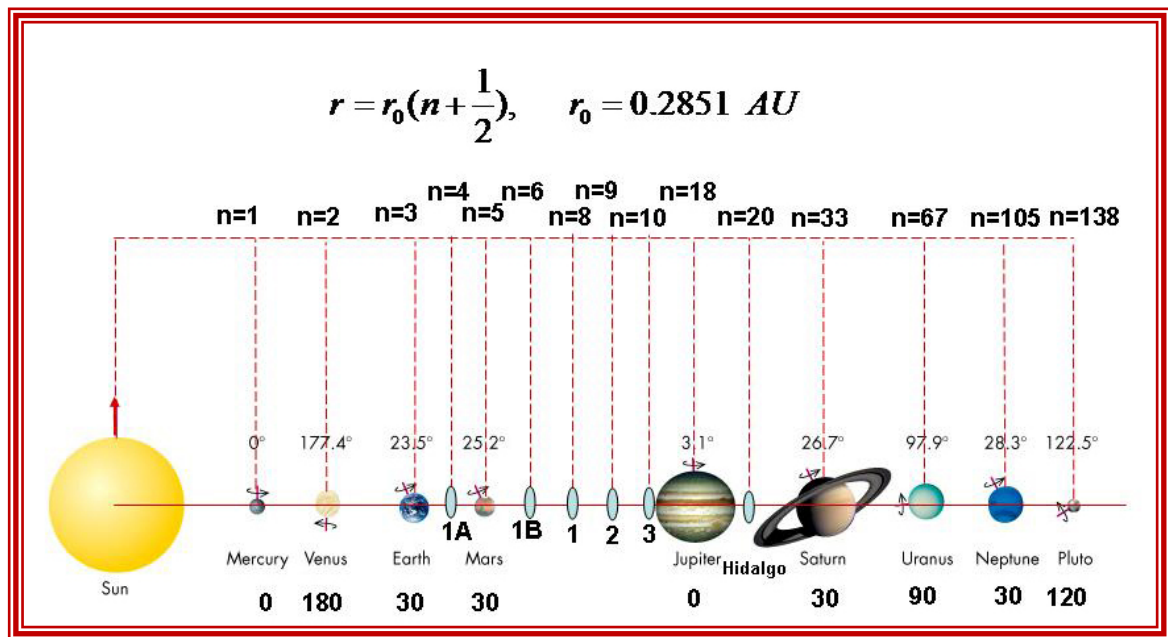 r = r₀(n + 1/2), r₀ = 0.2851 AU
n=4 n=6 n=9 n=18
n=1 n=2 n=3 n=5 n=8 n=10 n=20 n=33 n=67 n=105 n=138
0° 177.4° 23.5° 25.2° 3.1° 26.7° 97.9° 28.3° 122.5°
1A 1B 1 2 3
Mercury Venus Earth Mars Jupiter Hidalgo Saturn Uranus Neptune Pluto
Sun
0 180 30 30 0 30 90 30 120